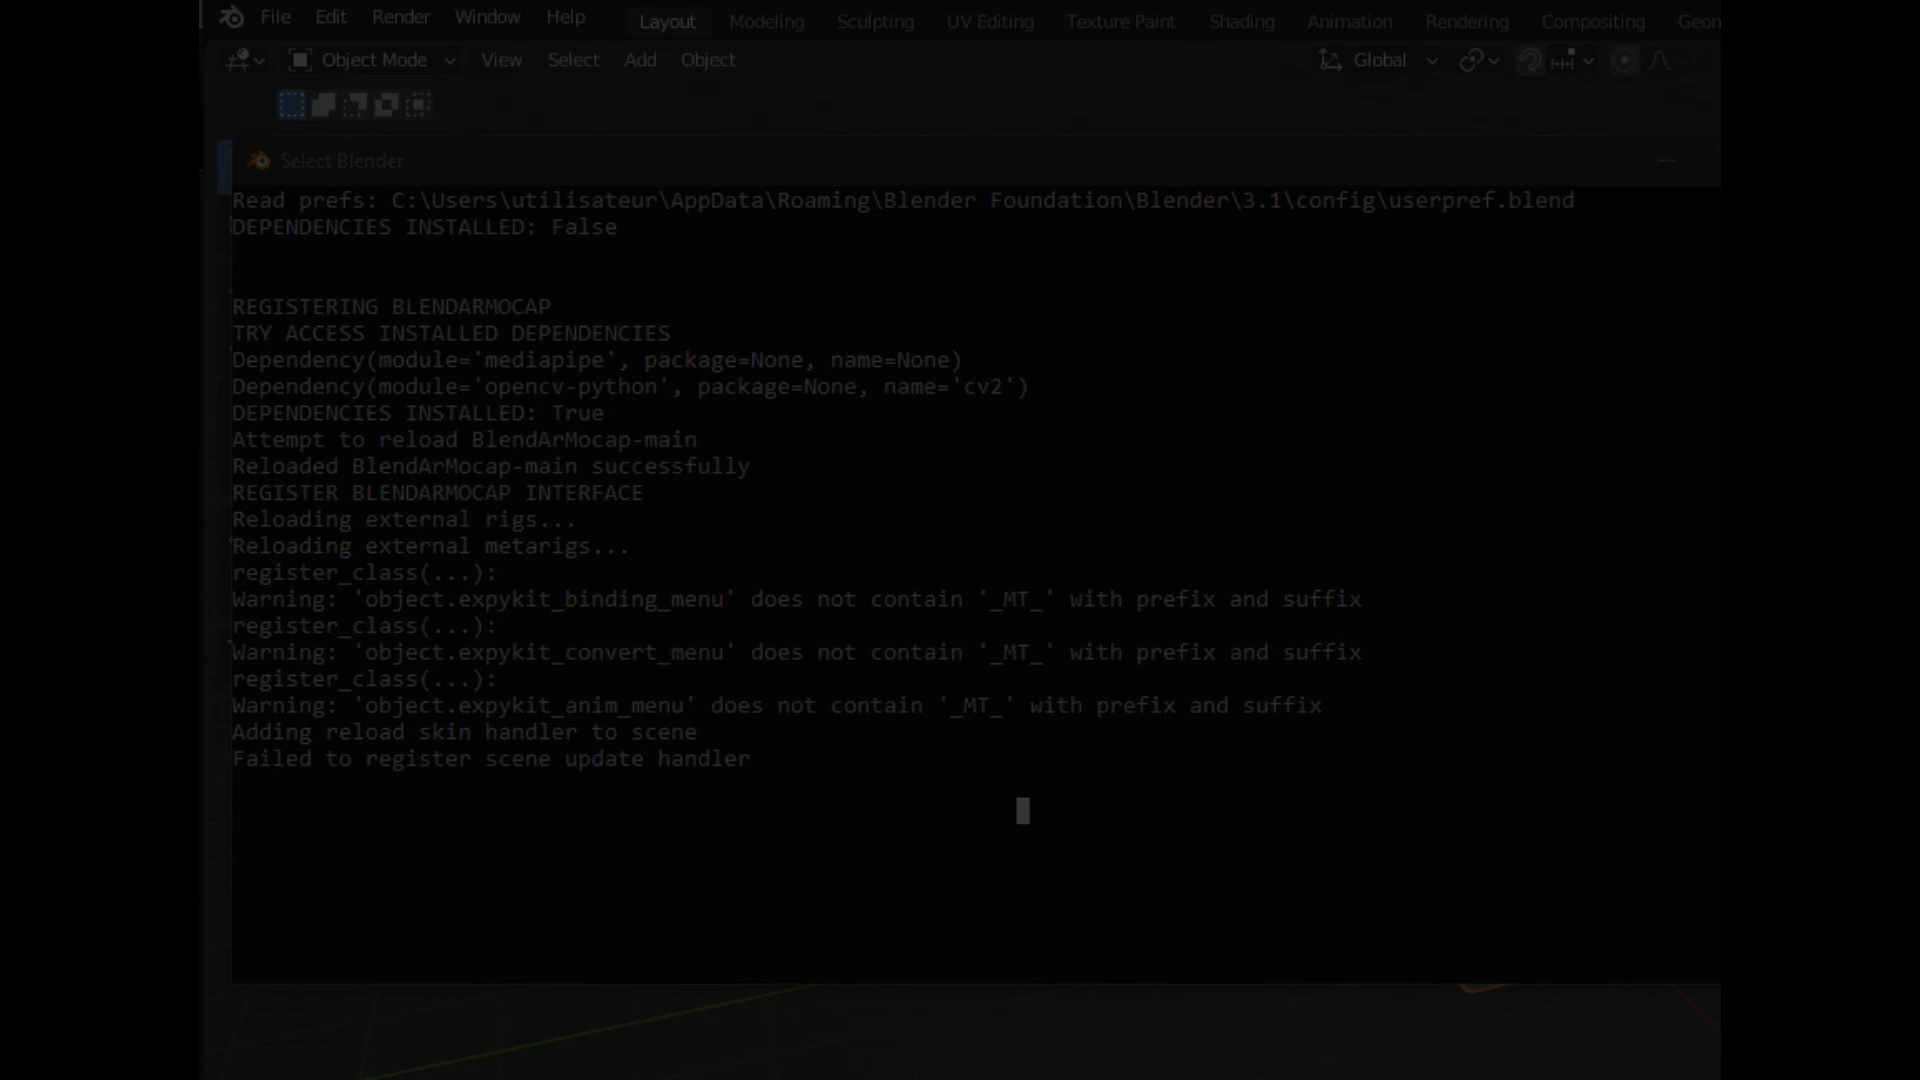 File Edit Render Window Help Layout Modeling Sculpting UV Editing Texture Paint Shading Animation Rendering Compositing Geon
Object Mode View Select Add Object Global
Select Blender
Read prefs: C:\Users\utilisateur\AppData\Roaming\Blender Foundation\Blender\3.1\config\userpref.blend
DEPENDENCIES INSTALLED: False
REGISTERING BLENDARMOCAP
TRY ACCESS INSTALLED DEPENDENCIES
Dependency(module='mediapipe', package=None, name=None)
Dependency(module='opencv-python', package=None, name='cv2')
DEPENDENCIES INSTALLED: True
Attempt to reload BlendArMocap-main
Reloaded BlendArMocap-main successfully
REGISTER BLENDARMOCAP INTERFACE
Reloading external rigs...
Reloading external metarigs...
register_class(...):
Warning: 'object.expykit_binding_menu' does not contain '_MT_' with prefix and suffix
register_class(...):
Warning: 'object.expykit_convert_menu' does not contain '_MT_' with prefix and suffix
register_class(...):
Warning: 'object.expykit_anim_menu' does not contain '_MT_' with prefix and suffix
Adding reload skin handler to scene
Failed to register scene update handler